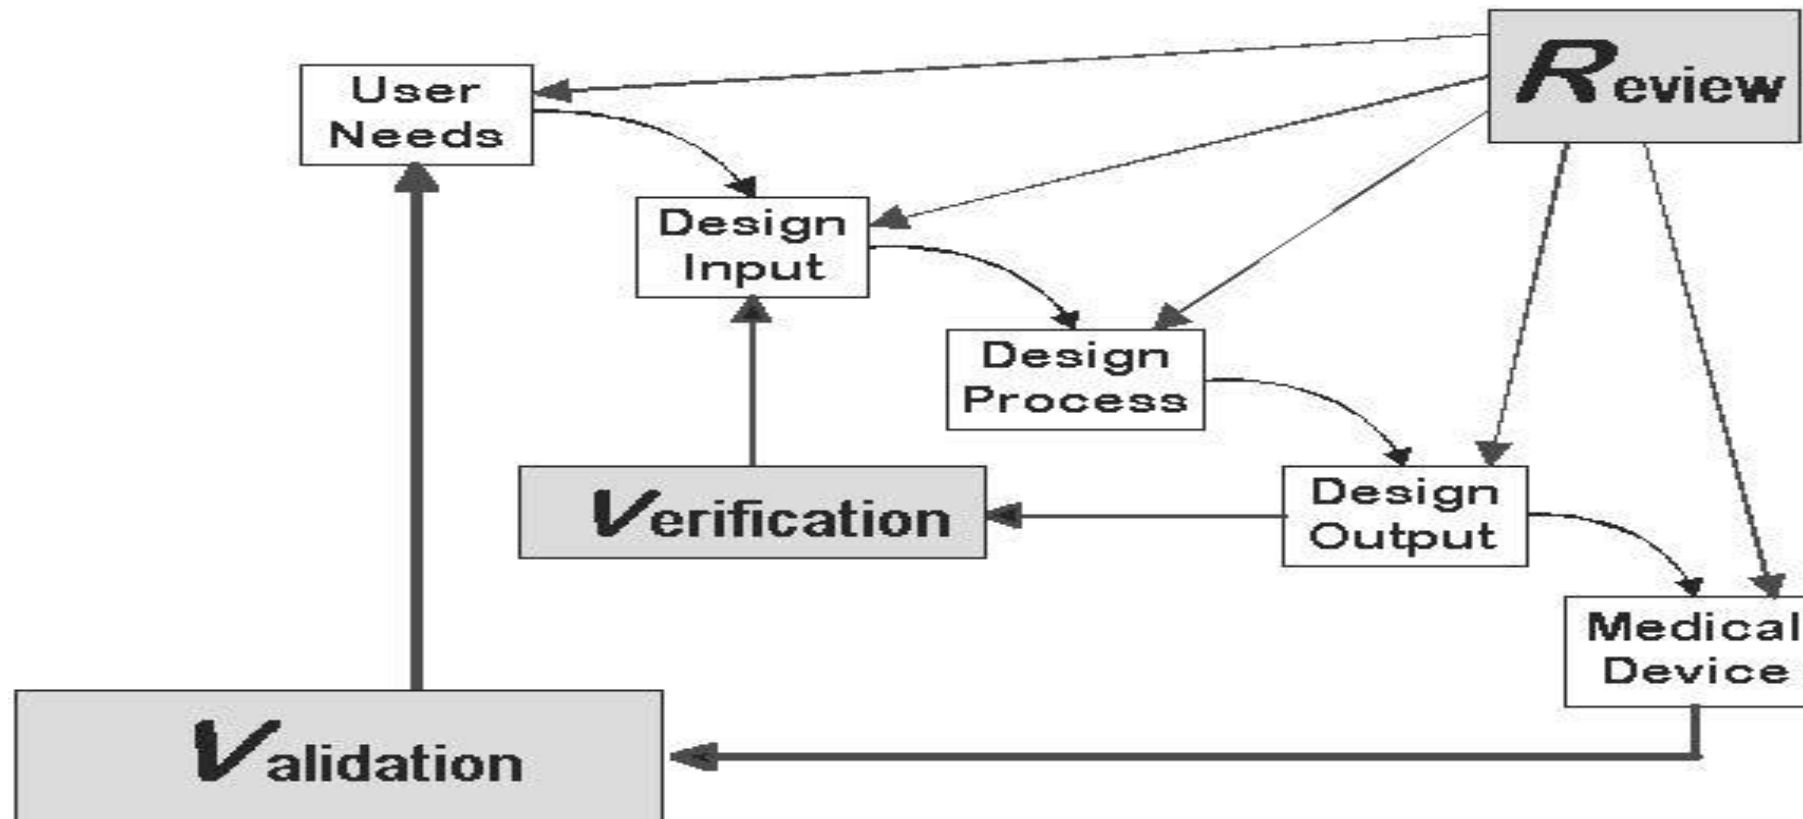 User
Needs
Review
Design
Input
Design
Process
Verification
Design
Output
Medical
Device
Validation